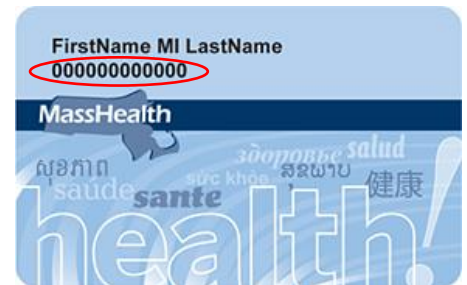 FirstName MI LastName
000000000000
MassHealth
здоровье salud
សុខភាព sức khỏe ສຸຂພາບ 健康
saúde sante
health!